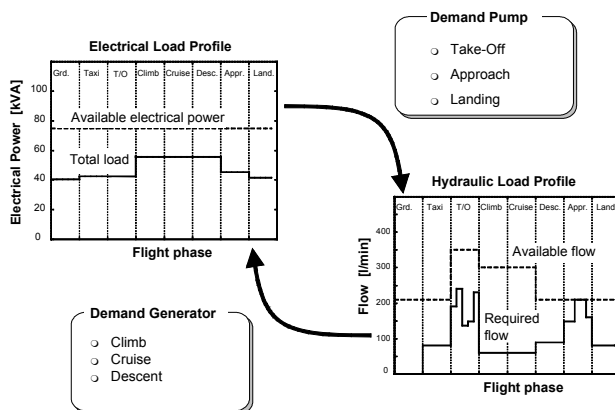 Electrical Load Profile
Grd. Taxi T/O Climb Cruise Desc. Appr. Land.
Electrical Power [kVA]
100
80
60
40
20
0
Available electrical power
Total load
Flight phase
Demand Pump
Take-Off
Approach
Landing
Hydraulic Load Profile
Grd. Taxi T/O Climb Cruise Desc. Appr. Land.
Flow [l/min]
400
300
200
100
0
Available flow
Required
flow
Flight phase
Demand Generator
Climb
Cruise
Descent